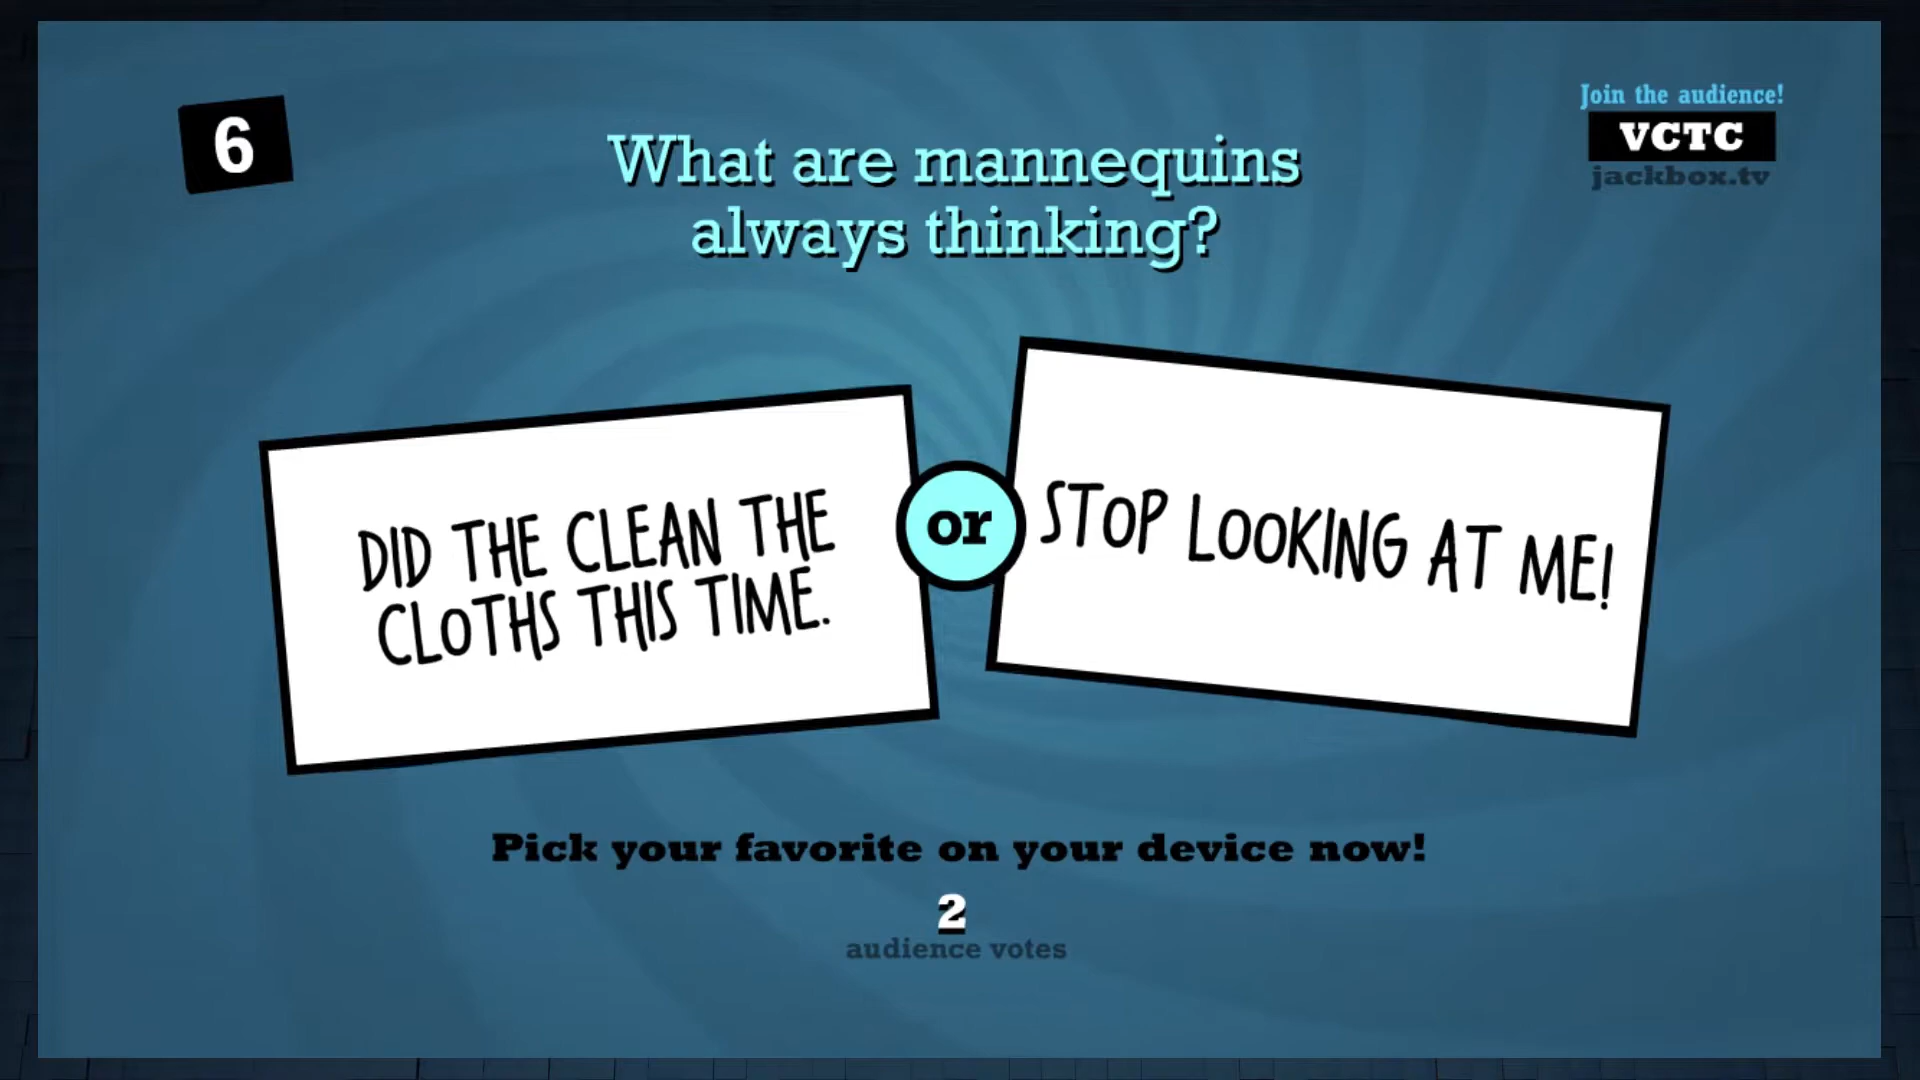 6
Join the audience!
VCTC
jackbox.tv
What are mannequins
always thinking?
DID THE CLEAN THE
CLOTHS THIS TIME.
or
STOP LOOKING AT ME!
Pick your favorite on your device now!
2
audience votes